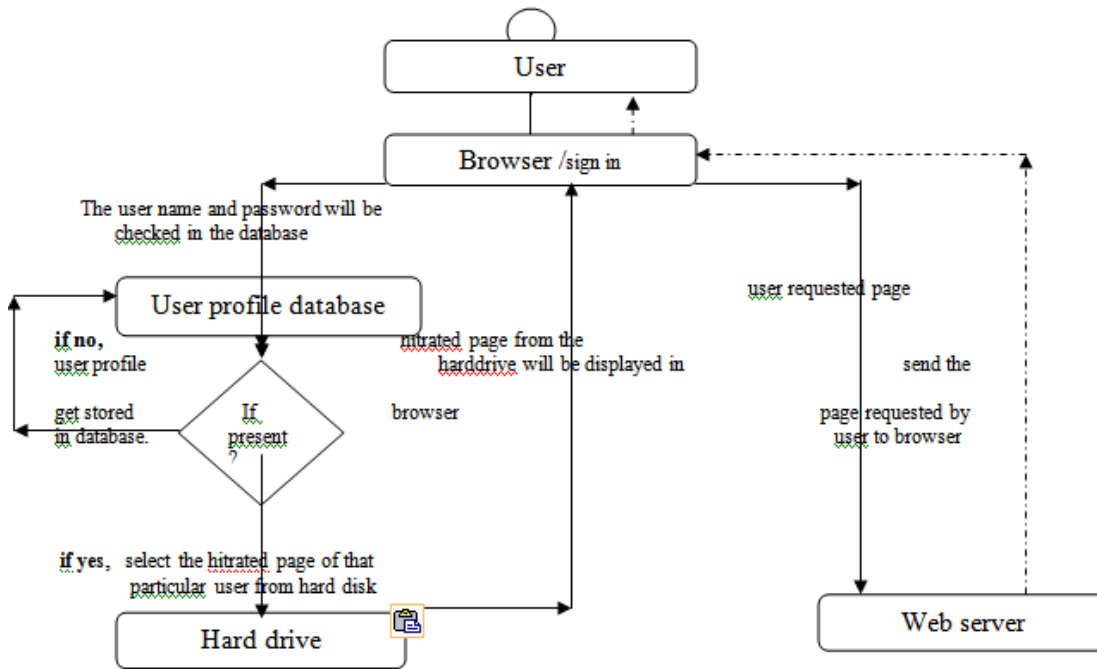 User
Browser /sign in
The user name and password will be
checked in the database
User profile database
user requested page
if no,
user profile
get stored
in database.
hitrated page from the
harddrive will be displayed in
browser
send the
page requested by
user to browser
If
present
?
if yes, select the hitrated page of that
particular user from hard disk
Hard drive
Web server